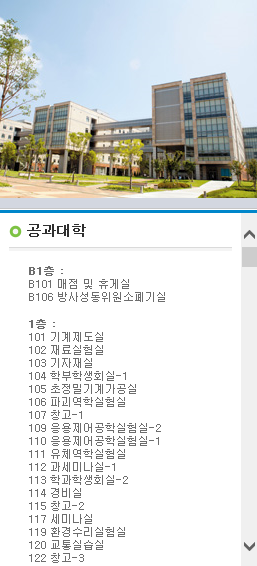 공과대학
B1층 :
B101 매점 및 휴게실
B106 방사성동위원소폐기실
1층 :
101 기계제도실
102 재료실험실
103 기자재실
104 학부학생회실-1
105 초정밀기계가공실
106 파괴역학실험실
107 창고-1
109 응용제어공학실험실-2
110 응용제어공학실험실-1
111 유체역학실험실
112 과세미나실-1
113 학과학생회실-2
114 경비실
115 창고-2
117 세미나실
119 환경수리실험실
120 교통실습실
122 창고-3